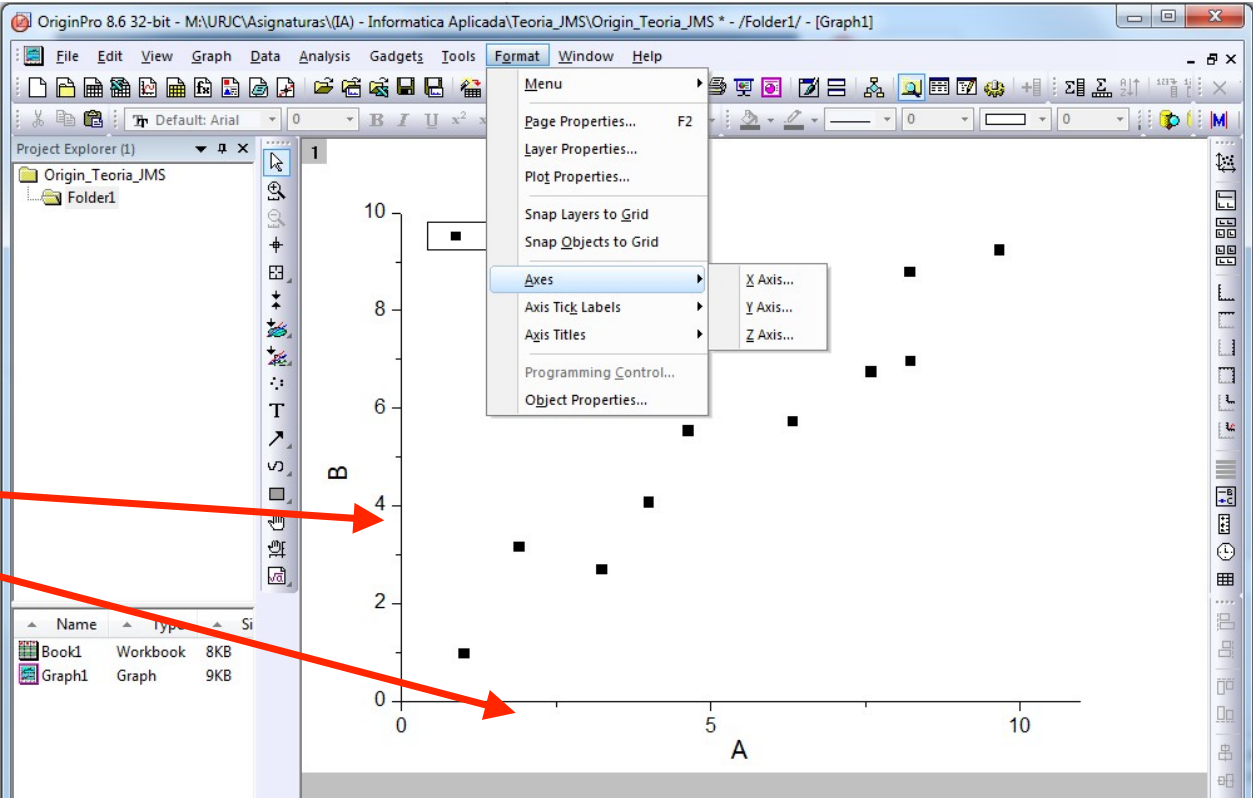 OriginPro 8.6 32-bit - M:\URJC\Asignaturas\(IA) - Informatica Aplicada\Teoria_JMS\Origin_Teoria_JMS * - /Folder1/ - [Graph1]
File Edit View Graph Data Analysis Gadgets Tools Format Window Help
Default: Arial 0 B I U x² 0 0 M
Project Explorer (1)
Origin_Teoria_JMS
Folder1
Name Type Si
Book1 Workbook 8KB
Graph1 Graph 9KB
Menu
Page Properties... F2
Layer Properties...
Plot Properties...
Snap Layers to Grid
Snap Objects to Grid
Axes
Axis Tick Labels
Axis Titles
Programming Control...
Object Properties...
X Axis...
Y Axis...
Z Axis...
1
10
8
6
4
2
0
B
0 5 10
A